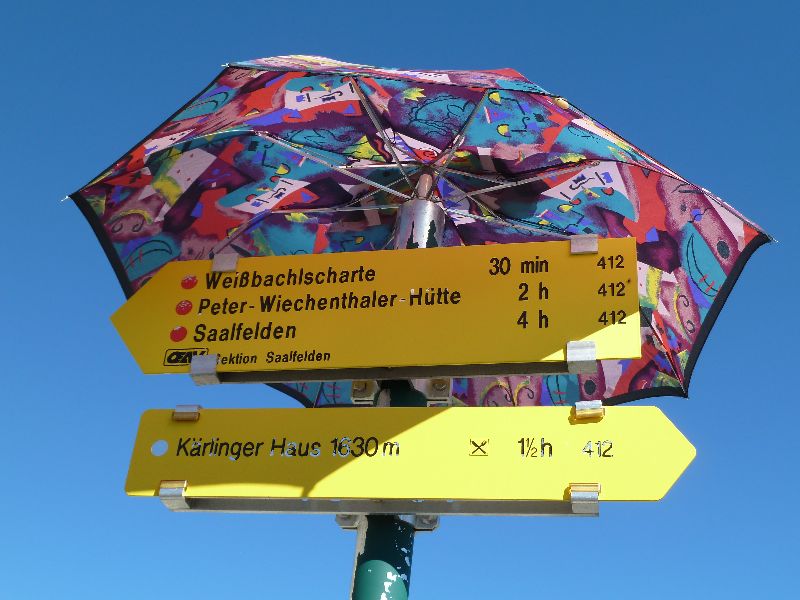 Weißbachlscharte 30 min 412
Peter-Wiechenthaler-Hütte 2 h 412*
Saalfelden 4 h 412
ÖAV Sektion Saalfelden
Kärlinger Haus 1630 m 1½ h 412